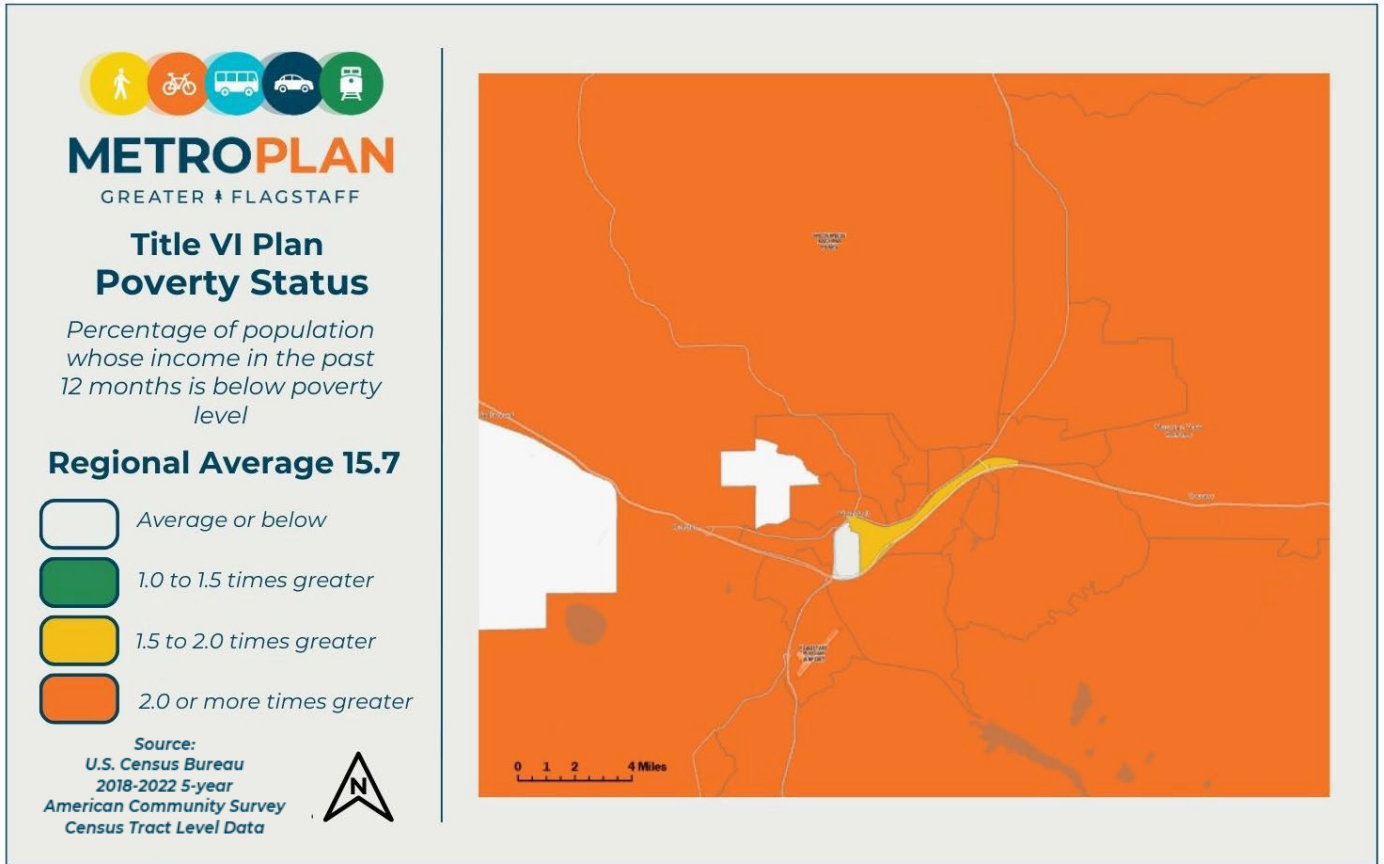 METROPLAN
GREATER FLAGSTAFF
Title VI Plan
Poverty Status
Percentage of population
whose income in the past
12 months is below poverty
level
Regional Average 15.7
Average or below
1.0 to 1.5 times greater
1.5 to 2.0 times greater
2.0 or more times greater
Source:
U.S. Census Bureau
2018-2022 5-year
American Community Survey
Census Tract Level Data
N
0 1 2 4 Miles